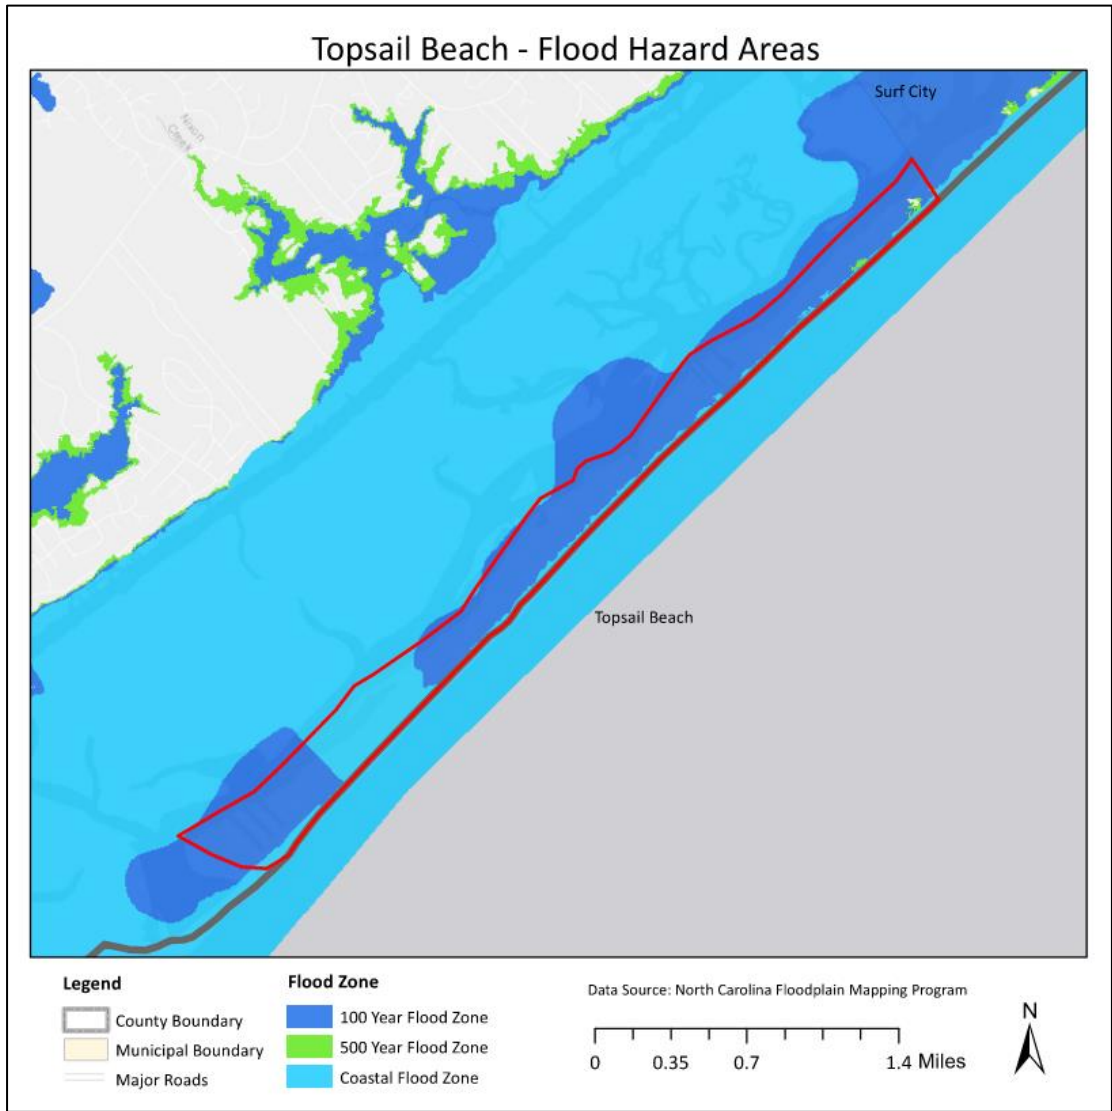 Topsail Beach - Flood Hazard Areas
Surf City
Nixon
Creek
Topsail Beach
Legend
County Boundary
Municipal Boundary
Major Roads
Flood Zone
100 Year Flood Zone
500 Year Flood Zone
Coastal Flood Zone
Data Source: North Carolina Floodplain Mapping Program
0 0.35 0.7 1.4 Miles
N